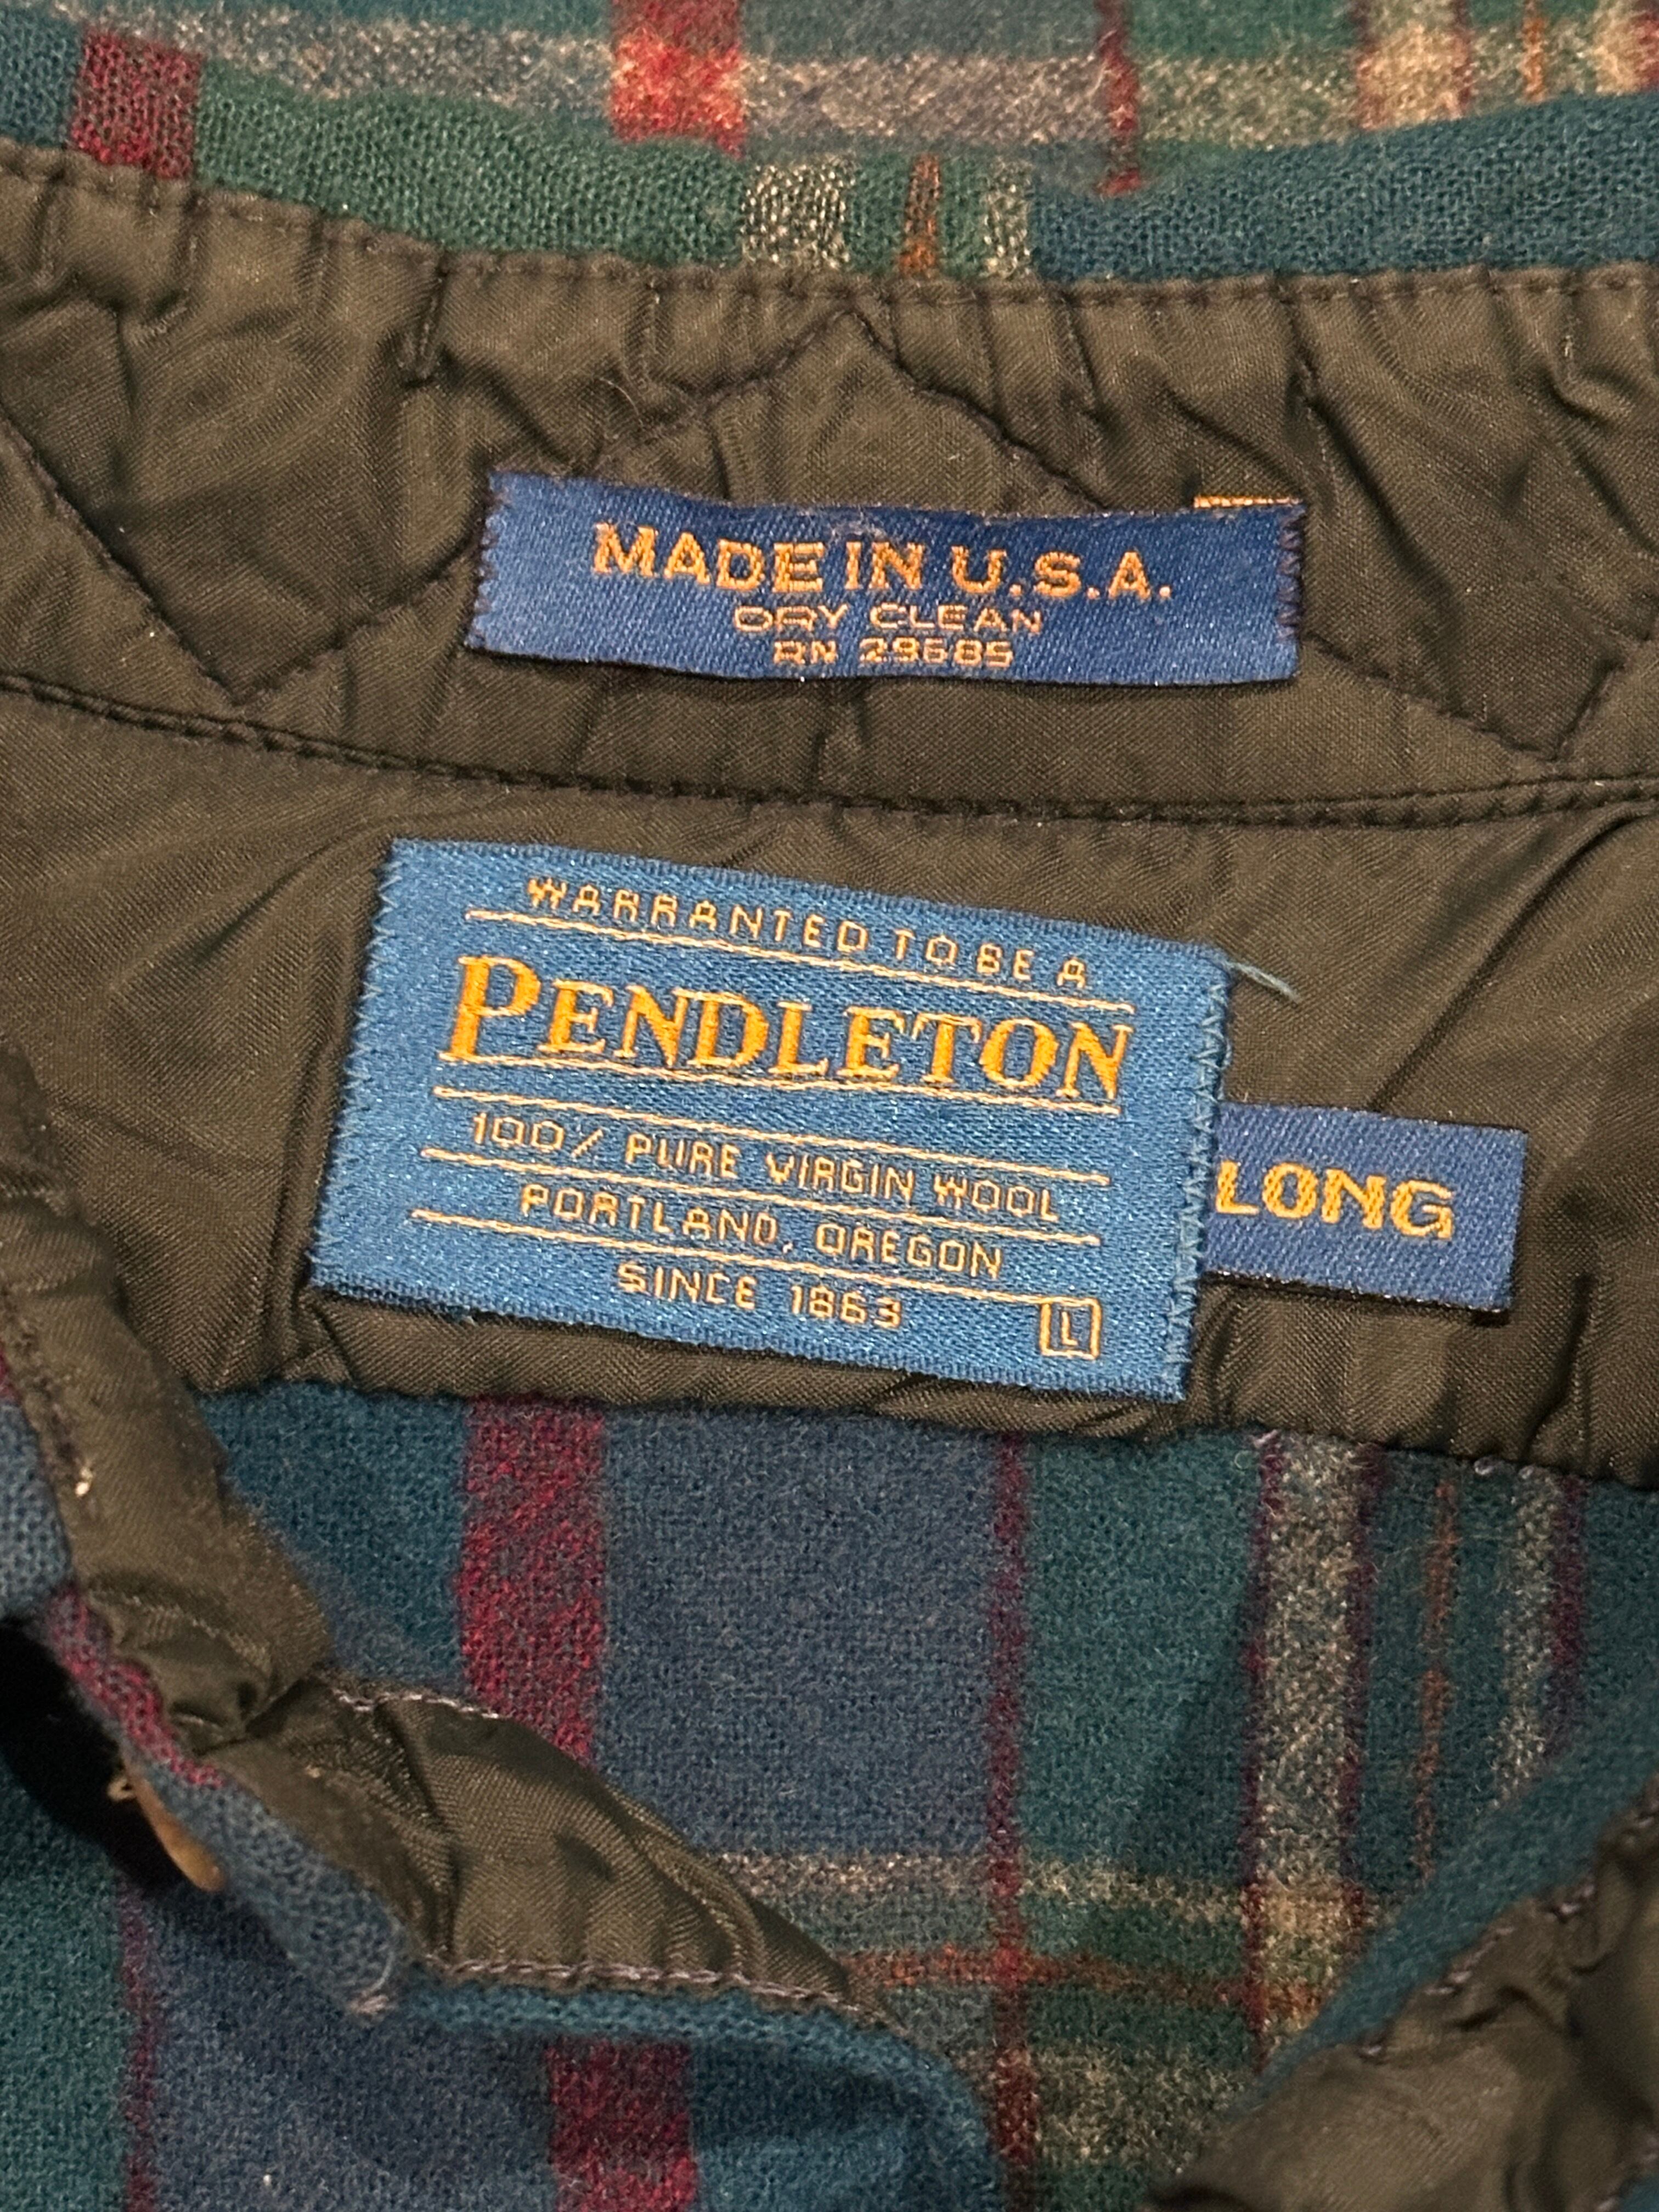 MADE IN U.S.A.
DRY CLEAN
RN 29685
WARRANTED TO BE A
PENDLETON
100% PURE VIRGIN WOOL
PORTLAND, OREGON
SINCE 1863
L
LONG